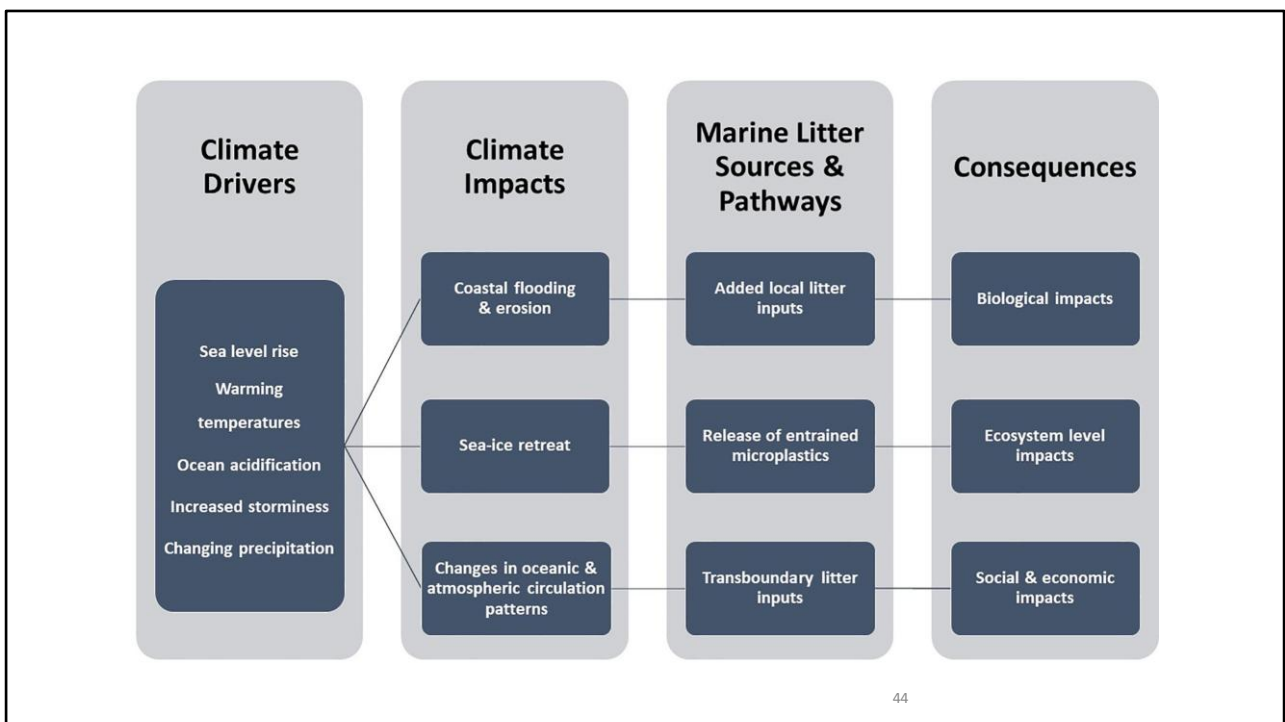 Climate
Drivers
Sea level rise
Warming
temperatures
Ocean acidification
Increased storminess
Changing precipitation
Climate
Impacts
Coastal flooding
& erosion
Sea-ice retreat
Changes in oceanic &
atmospheric circulation
patterns
Marine Litter
Sources &
Pathways
Added local litter
inputs
Release of entrained
microplastics
Transboundary litter
inputs
Consequences
Biological impacts
Ecosystem level
impacts
Social & economic
impacts
44